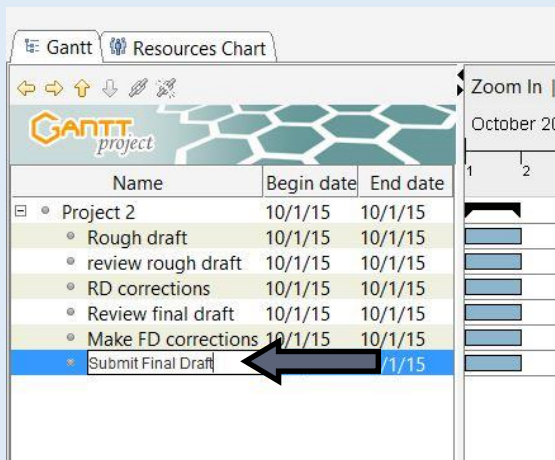 Gantt Resources Chart
Zoom In |
GANTT project
October 20
1 2
Name Begin date End date
Project 2 10/1/15 10/1/15
Rough draft 10/1/15 10/1/15
review rough draft 10/1/15 10/1/15
RD corrections 10/1/15 10/1/15
Review final draft 10/1/15 10/1/15
Make FD corrections 10/1/15 10/1/15
Submit Final Draft /1/15